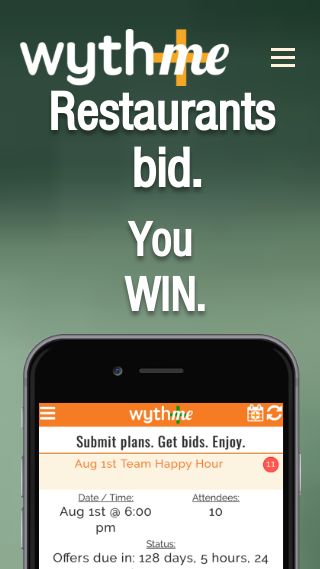 wythme
Restaurants
bid.
You
WIN.
wythme
Submit plans. Get bids. Enjoy.
Aug 1st Team Happy Hour
11
Date / Time:
Attendees:
Aug 1st @ 6:00
pm
10
Status:
Offers due in: 128 days, 5 hours, 24